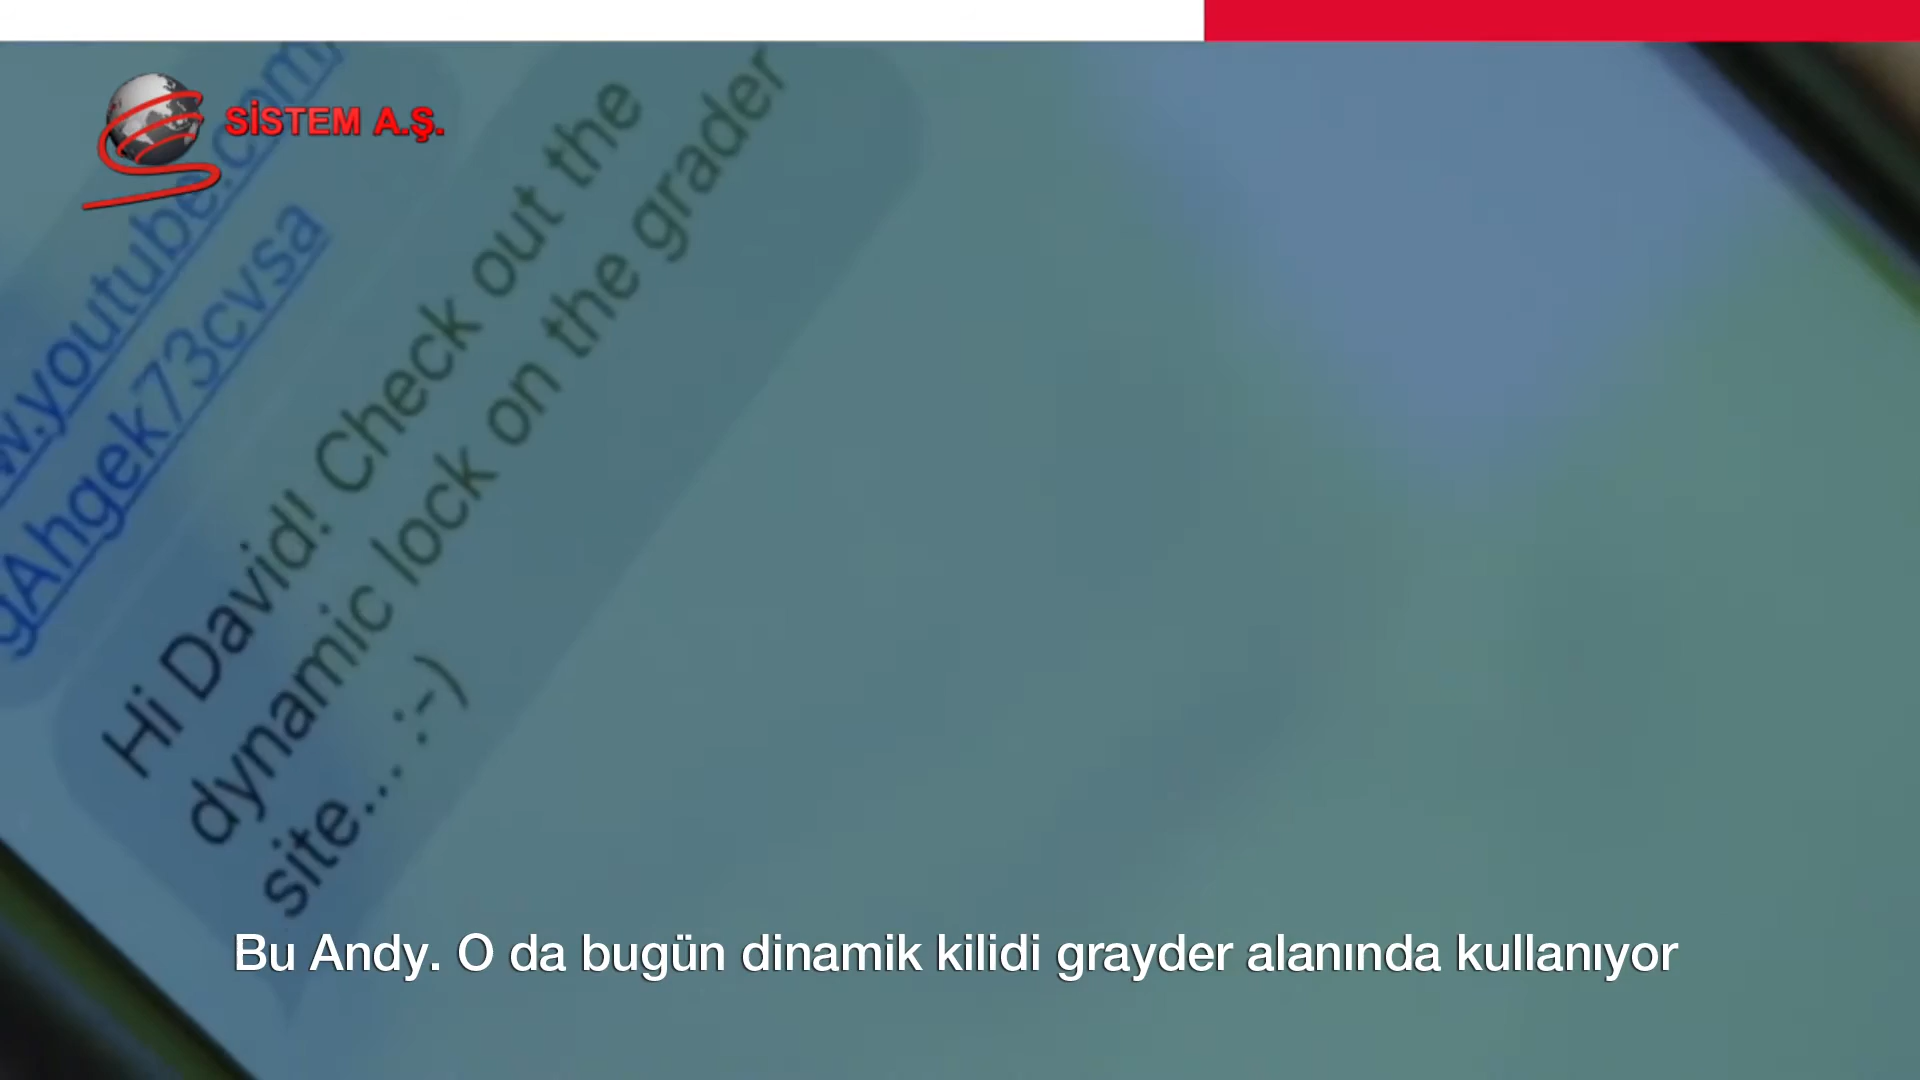 SİSTEM A.Ş.
w.youtube.com/
gAhgek73cvsa
Hi David! Check out the
dynamic lock on the grader
site... :-)
Bu Andy. O da bugün dinamik kilidi grayder alanında kullanıyor